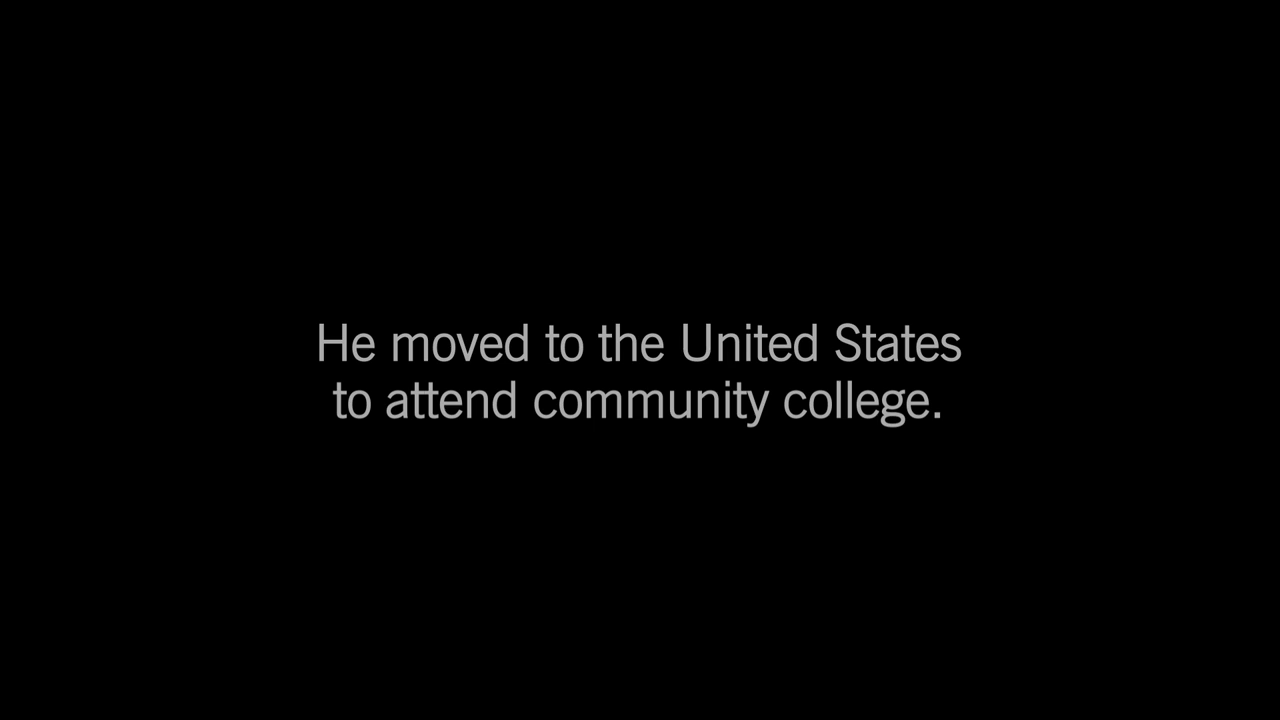 He moved to the United States
to attend community college.